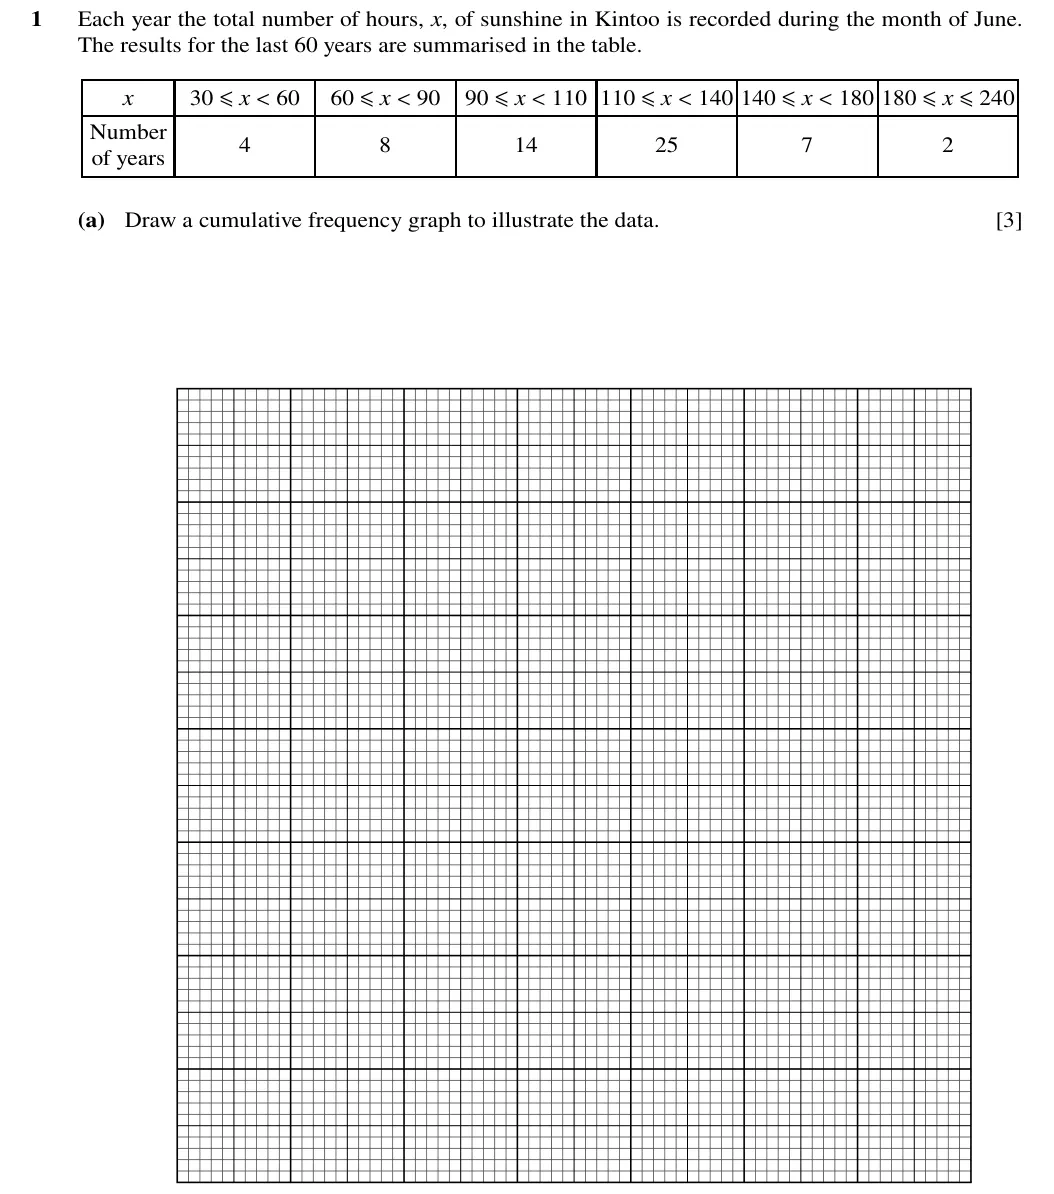 1 Each year the total number of hours, x, of sunshine in Kintoo is recorded during the month of June.
The results for the last 60 years are summarised in the table.
x 30 ⩽ x < 60 60 ⩽ x < 90 90 ⩽ x < 110 110 ⩽ x < 140 140 ⩽ x < 180 180 ⩽ x ⩽ 240
Number
of years 4 8 14 25 7 2
(a) Draw a cumulative frequency graph to illustrate the data. [3]